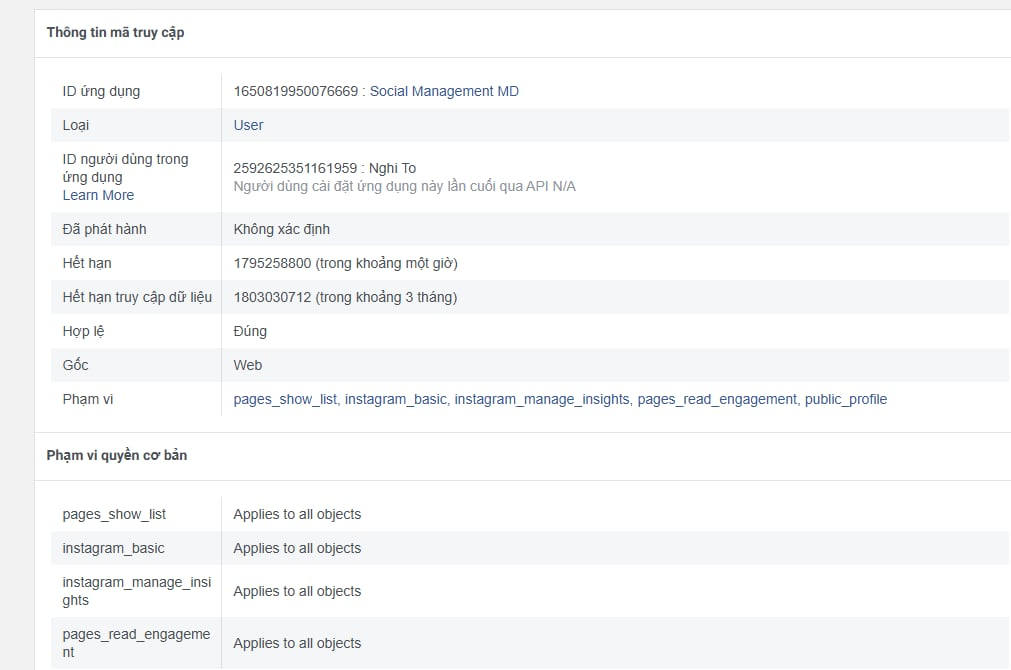 Thông tin mã truy cập
ID ứng dụng 1650819950076669 : Social Management MD
Loại User
ID người dùng trong
ứng dụng
Learn More
2592625351161959 : Nghi To
Người dùng cài đặt ứng dụng này lần cuối qua API N/A
Đã phát hành Không xác định
Hết hạn 1795258800 (trong khoảng một giờ)
Hết hạn truy cập dữ liệu 1803030712 (trong khoảng 3 tháng)
Hợp lệ Đúng
Gốc Web
Phạm vi pages_show_list, instagram_basic, instagram_manage_insights, pages_read_engagement, public_profile
Phạm vi quyền cơ bản
pages_show_list Applies to all objects
instagram_basic Applies to all objects
instagram_manage_insi
ghts
Applies to all objects
pages_read_engageme
nt
Applies to all objects